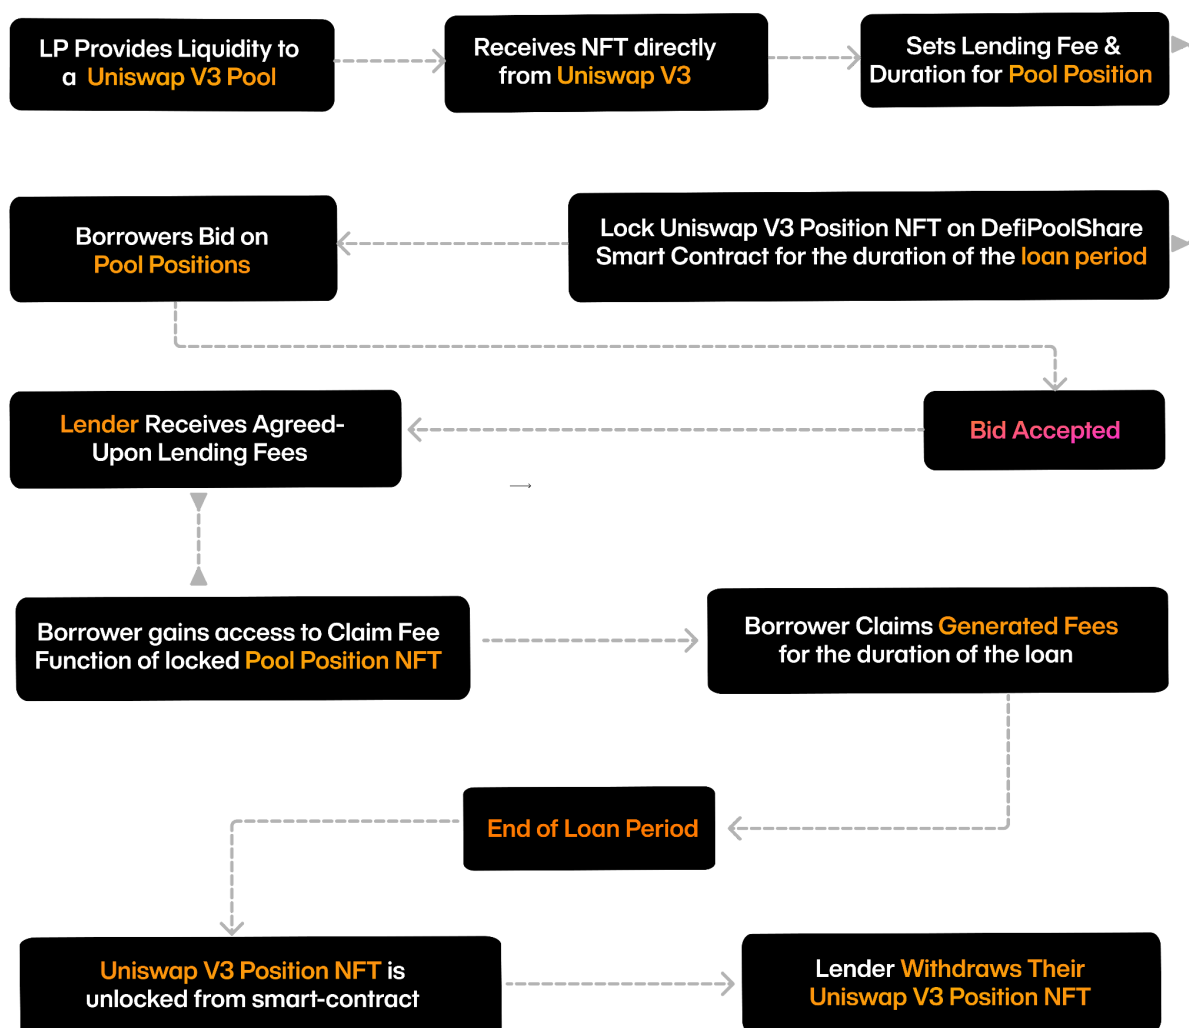 LP Provides Liquidity to
a Uniswap V3 Pool
Receives NFT directly
from Uniswap V3
Sets Lending Fee &
Duration for Pool Position
Lock Uniswap V3 Position NFT on DefiPoolShare
Smart Contract for the duration of the loan period
Borrowers Bid on
Pool Positions
Bid Accepted
Lender Receives Agreed-
Upon Lending Fees
Borrower gains access to Claim Fee
Function of locked Pool Position NFT
Borrower Claims Generated Fees
for the duration of the loan
End of Loan Period
Uniswap V3 Position NFT is
unlocked from smart-contract
Lender Withdraws Their
Uniswap V3 Position NFT